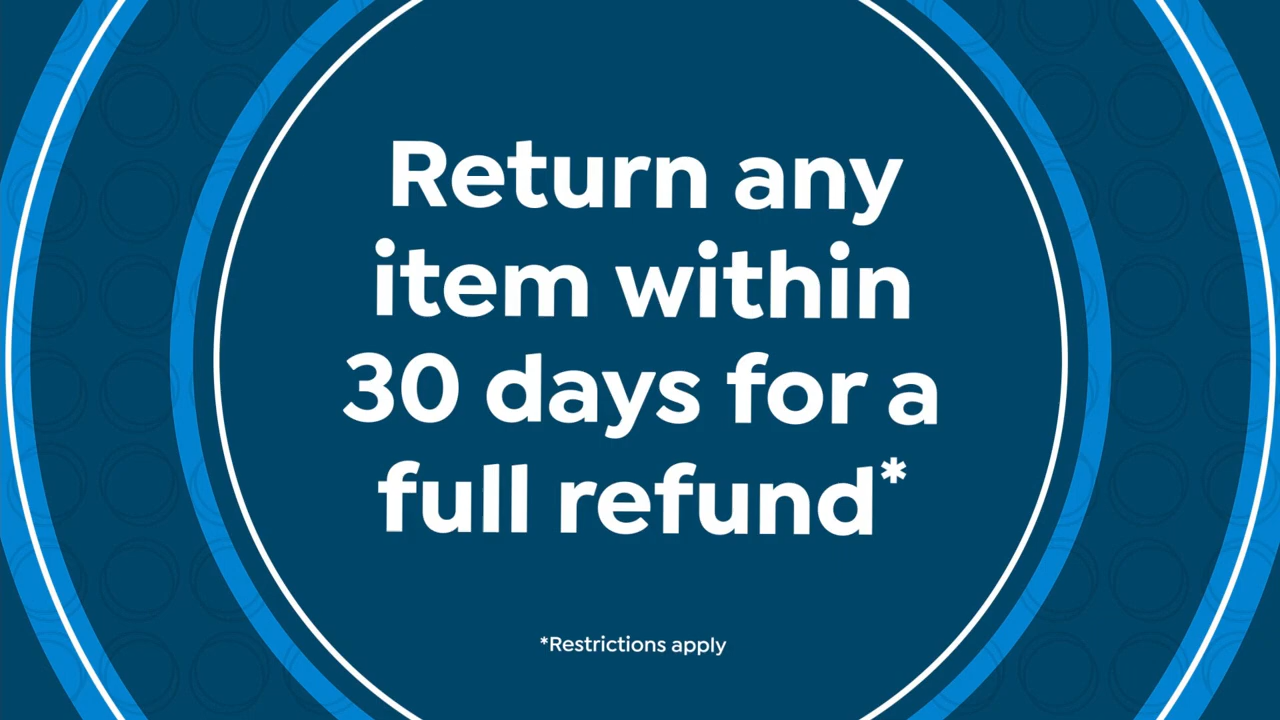 Return any
item within
30 days for a
full refund*
*Restrictions apply